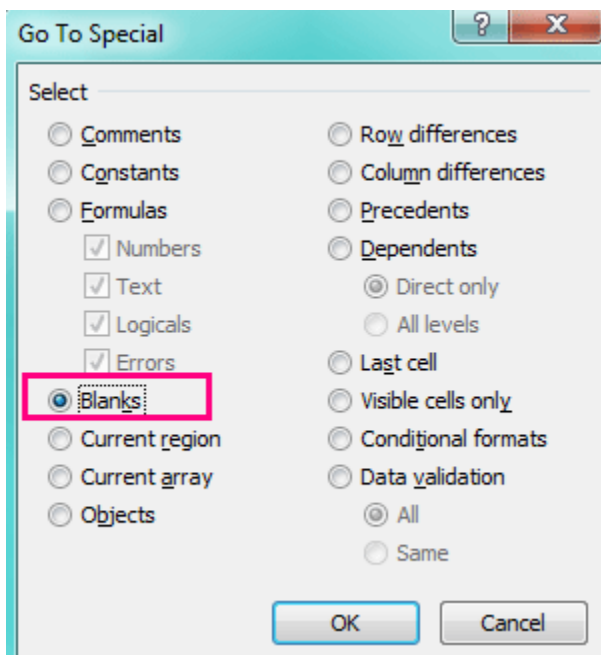 Go To Special
?
X
Select
Comments
Constants
Formulas
Numbers
Text
Logicals
Errors
Blanks
Current region
Current array
Objects
Row differences
Column differences
Precedents
Dependents
Direct only
All levels
Last cell
Visible cells only
Conditional formats
Data validation
All
Same
OK
Cancel